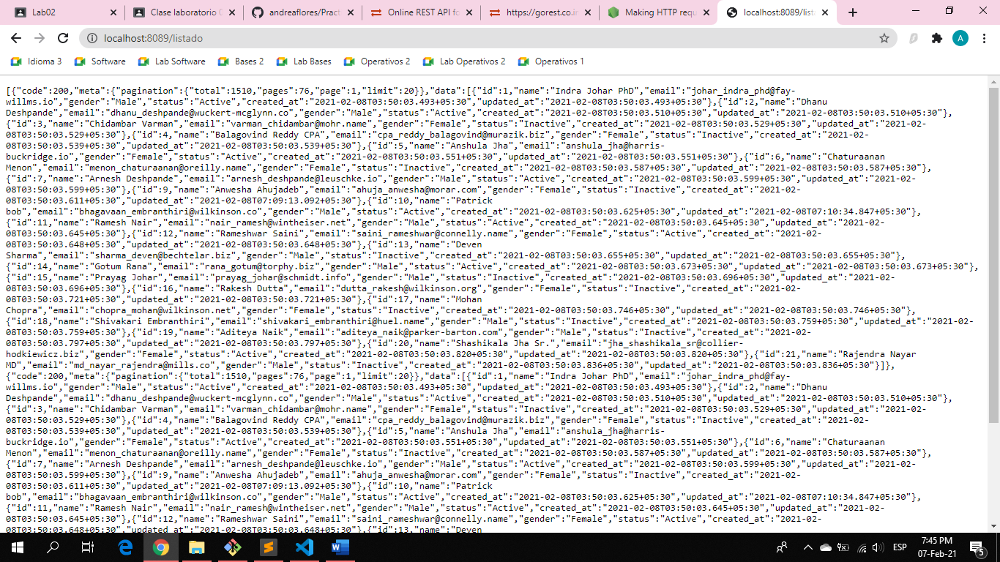 Lab02
Clase laboratorio 0
andreaflores/Pract
Online REST API fo
https://gorest.co.in
Making HTTP requ
localhost:8089/lista
localhost:8089/listado
A
Idioma 3
Software
Lab Software
Bases 2
Lab Bases
Operativos 2
Lab Operativos 2
Operativos 1
[{"code":200,"meta":{"pagination":{"total":1510,"pages":76,"page":1,"limit":20}},"data":[{"id":1,"name":"Indra Johar PhD","email":"johar_indra_phd@fay-
willms.io","gender":"Male","status":"Active","created_at":"2021-02-08T03:50:03.493+05:30","updated_at":"2021-02-08T03:50:03.493+05:30"},{"id":2,"name":"Dhanu
Deshpande","email":"dhanu_deshpande@wuckert-mcglynn.co","gender":"Male","status":"Active","created_at":"2021-02-08T03:50:03.510+05:30","updated_at":"2021-02-08T03:50:03.510+05:30"},
{"id":3,"name":"Chidambar Varman","email":"varman_chidambar@mohr.name","gender":"Female","status":"Inactive","created_at":"2021-02-08T03:50:03.529+05:30","updated_at":"2021-02-
08T03:50:03.529+05:30"},{"id":4,"name":"Balagovind Reddy CPA","email":"cpa_reddy_balagovind@murazik.biz","gender":"Female","status":"Inactive","created_at":"2021-02-
08T03:50:03.539+05:30","updated_at":"2021-02-08T03:50:03.539+05:30"},{"id":5,"name":"Anshula Jha","email":"anshula_jha@harris-
buckridge.io","gender":"Female","status":"Active","created_at":"2021-02-08T03:50:03.551+05:30","updated_at":"2021-02-08T03:50:03.551+05:30"},{"id":6,"name":"Chaturaanan
Menon","email":"menon_chaturaanan@oreilly.name","gender":"Female","status":"Inactive","created_at":"2021-02-08T03:50:03.587+05:30","updated_at":"2021-02-08T03:50:03.587+05:30"},
{"id":7,"name":"Arnesh Deshpande","email":"arnesh_deshpande@leuschke.io","gender":"Male","status":"Active","created_at":"2021-02-08T03:50:03.599+05:30","updated_at":"2021-02-
08T03:50:03.599+05:30"},{"id":9,"name":"Anwesha Ahujadeb","email":"ahuja_anwesha@morar.com","gender":"Female","status":"Inactive","created_at":"2021-02-
08T03:50:03.611+05:30","updated_at":"2021-02-08T07:09:13.092+05:30"},{"id":10,"name":"Patrick
bob","email":"bhagavaan_embranthiri@wilkinson.co","gender":"Male","status":"Active","created_at":"2021-02-08T03:50:03.625+05:30","updated_at":"2021-02-08T07:10:34.847+05:30"},
{"id":11,"name":"Ramesh Nair","email":"nair_ramesh@wintheiser.net","gender":"Male","status":"Active","created_at":"2021-02-08T03:50:03.645+05:30","updated_at":"2021-02-
08T03:50:03.645+05:30"},{"id":12,"name":"Rameshwar Saini","email":"saini_rameshwar@connelly.name","gender":"Female","status":"Active","created_at":"2021-02-
08T03:50:03.648+05:30","updated_at":"2021-02-08T03:50:03.648+05:30"},{"id":13,"name":"Deven
Sharma","email":"sharma_deven@bechtelar.biz","gender":"Male","status":"Inactive","created_at":"2021-02-08T03:50:03.655+05:30","updated_at":"2021-02-08T03:50:03.655+05:30"},
{"id":14,"name":"Gotum Rana","email":"rana_gotum@torphy.biz","gender":"Male","status":"Active","created_at":"2021-02-08T03:50:03.673+05:30","updated_at":"2021-02-08T03:50:03.673+05:30"},
{"id":15,"name":"Prayag Johar","email":"prayag_johar@schmidt.info","gender":"Male","status":"Inactive","created_at":"2021-02-08T03:50:03.696+05:30","updated_at":"2021-02-
08T03:50:03.696+05:30"},{"id":16,"name":"Rakesh Dutta","email":"dutta_rakesh@wilkinson.org","gender":"Female","status":"Inactive","created_at":"2021-02-
08T03:50:03.721+05:30","updated_at":"2021-02-08T03:50:03.721+05:30"},{"id":17,"name":"Mohan
Chopra","email":"chopra_mohan@wilkinson.net","gender":"Female","status":"Inactive","created_at":"2021-02-08T03:50:03.746+05:30","updated_at":"2021-02-08T03:50:03.746+05:30"},
{"id":18,"name":"Shivakari Embranthiri","email":"shivakari_embranthiri@huel.name","gender":"Male","status":"Inactive","created_at":"2021-02-08T03:50:03.759+05:30","updated_at":"2021-02-
08T03:50:03.759+05:30"},{"id":19,"name":"Aditeya Naik","email":"aditeya_naik@parker-barton.com","gender":"Male","status":"Inactive","created_at":"2021-02-
08T03:50:03.797+05:30","updated_at":"2021-02-08T03:50:03.797+05:30"},{"id":20,"name":"Shashikala Jha Sr.","email":"jha_shashikala_sr@collier-
hodkiewicz.biz","gender":"Female","status":"Active","created_at":"2021-02-08T03:50:03.820+05:30","updated_at":"2021-02-08T03:50:03.820+05:30"},{"id":21,"name":"Rajendra Nayar
MD","email":"md_nayar_rajendra@mills.co","gender":"Male","status":"Inactive","created_at":"2021-02-08T03:50:03.836+05:30","updated_at":"2021-02-08T03:50:03.836+05:30"}]},
{"code":200,"meta":{"pagination":{"total":1510,"pages":76,"page":1,"limit":20}},"data":[{"id":1,"name":"Indra Johar PhD","email":"johar_indra_phd@fay-
willms.io","gender":"Male","status":"Active","created_at":"2021-02-08T03:50:03.493+05:30","updated_at":"2021-02-08T03:50:03.493+05:30"},{"id":2,"name":"Dhanu
Deshpande","email":"dhanu_deshpande@wuckert-mcglynn.co","gender":"Male","status":"Active","created_at":"2021-02-08T03:50:03.510+05:30","updated_at":"2021-02-08T03:50:03.510+05:30"},
{"id":3,"name":"Chidambar Varman","email":"varman_chidambar@mohr.name","gender":"Female","status":"Inactive","created_at":"2021-02-08T03:50:03.529+05:30","updated_at":"2021-02-
08T03:50:03.529+05:30"},{"id":4,"name":"Balagovind Reddy CPA","email":"cpa_reddy_balagovind@murazik.biz","gender":"Female","status":"Inactive","created_at":"2021-02-
08T03:50:03.539+05:30","updated_at":"2021-02-08T03:50:03.539+05:30"},{"id":5,"name":"Anshula Jha","email":"anshula_jha@harris-
buckridge.io","gender":"Female","status":"Active","created_at":"2021-02-08T03:50:03.551+05:30","updated_at":"2021-02-08T03:50:03.551+05:30"},{"id":6,"name":"Chaturaanan
Menon","email":"menon_chaturaanan@oreilly.name","gender":"Female","status":"Inactive","created_at":"2021-02-08T03:50:03.587+05:30","updated_at":"2021-02-08T03:50:03.587+05:30"},
{"id":7,"name":"Arnesh Deshpande","email":"arnesh_deshpande@leuschke.io","gender":"Male","status":"Active","created_at":"2021-02-08T03:50:03.599+05:30","updated_at":"2021-02-
08T03:50:03.599+05:30"},{"id":9,"name":"Anwesha Ahujadeb","email":"ahuja_anwesha@morar.com","gender":"Female","status":"Inactive","created_at":"2021-02-
08T03:50:03.611+05:30","updated_at":"2021-02-08T07:09:13.092+05:30"},{"id":10,"name":"Patrick
bob","email":"bhagavaan_embranthiri@wilkinson.co","gender":"Male","status":"Active","created_at":"2021-02-08T03:50:03.625+05:30","updated_at":"2021-02-08T07:10:34.847+05:30"},
{"id":11,"name":"Ramesh Nair","email":"nair_ramesh@wintheiser.net","gender":"Male","status":"Active","created_at":"2021-02-08T03:50:03.645+05:30","updated_at":"2021-02-
08T03:50:03.645+05:30"},{"id":12,"name":"Rameshwar Saini","email":"saini_rameshwar@connelly.name","gender":"Female","status":"Active","created_at":"2021-02-
08T03:50:03.648+05:30","updated_at":"2021-02-08T03:50:03.648+05:30"},{"id":13,"name":"Deven
ESP
7:45 PM
07-Feb-21
5